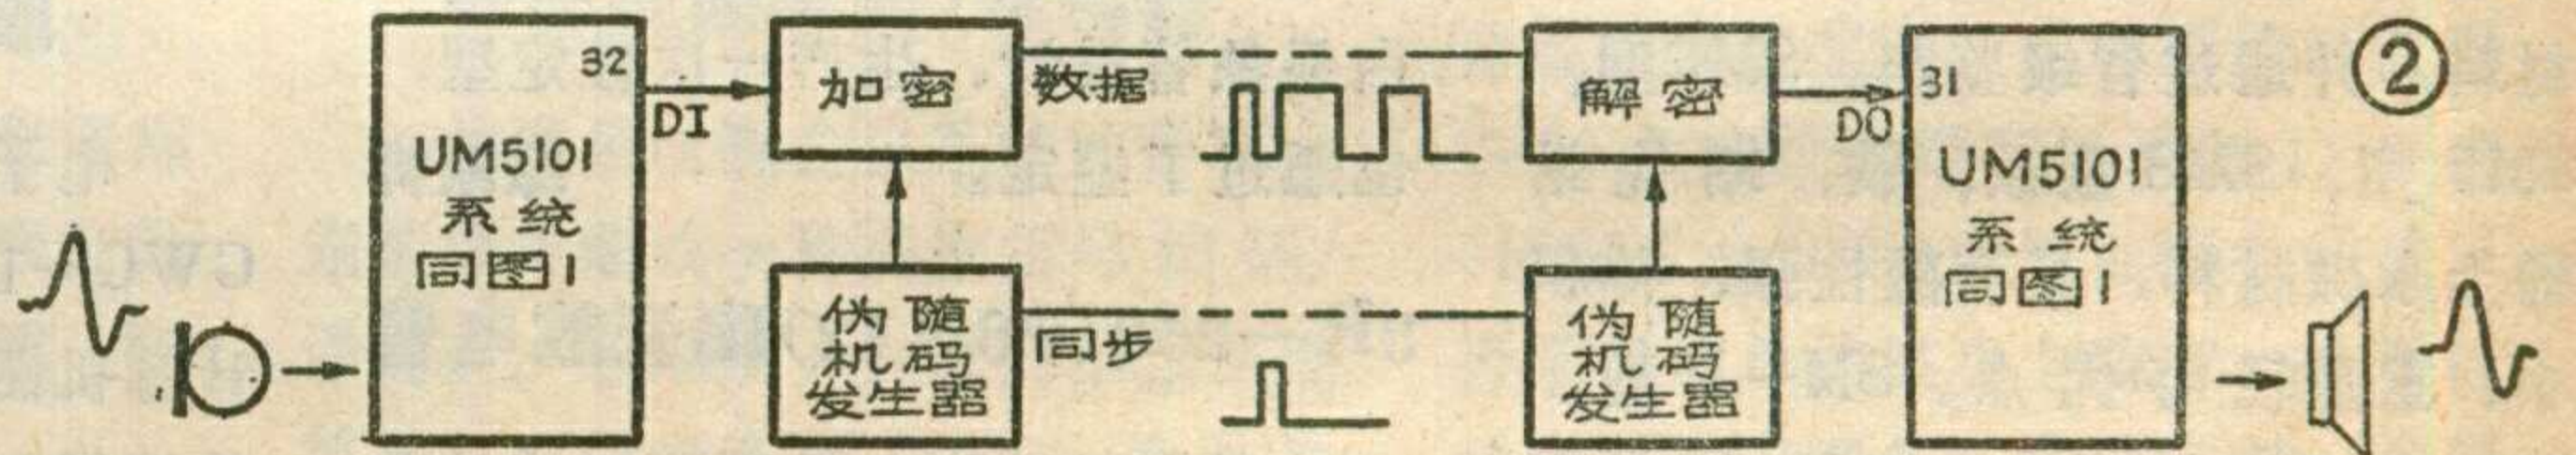 32
UM5101
系统
同图1
DI
加密
数据
伪随
机码
发生器
同步
解密
DO
伪随
机码
发生器
31
UM5101
系统
同图1
②